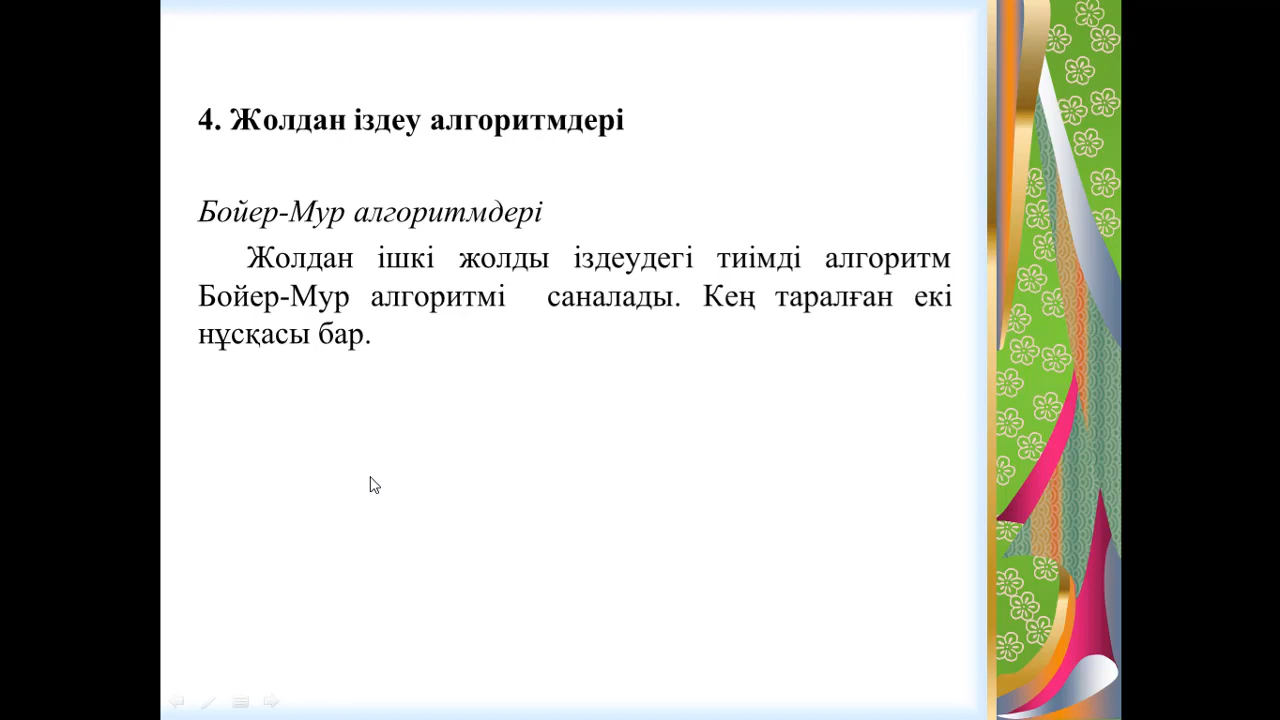 4. Жолдан іздеу алгоритмдері
Бойер-Мур алгоритмдері
Жолдан ішкі жолды іздеудегі тиімді алгоритм
Бойер-Мур алгоритмі саналады. Кең таралған екі
нұсқасы бар.